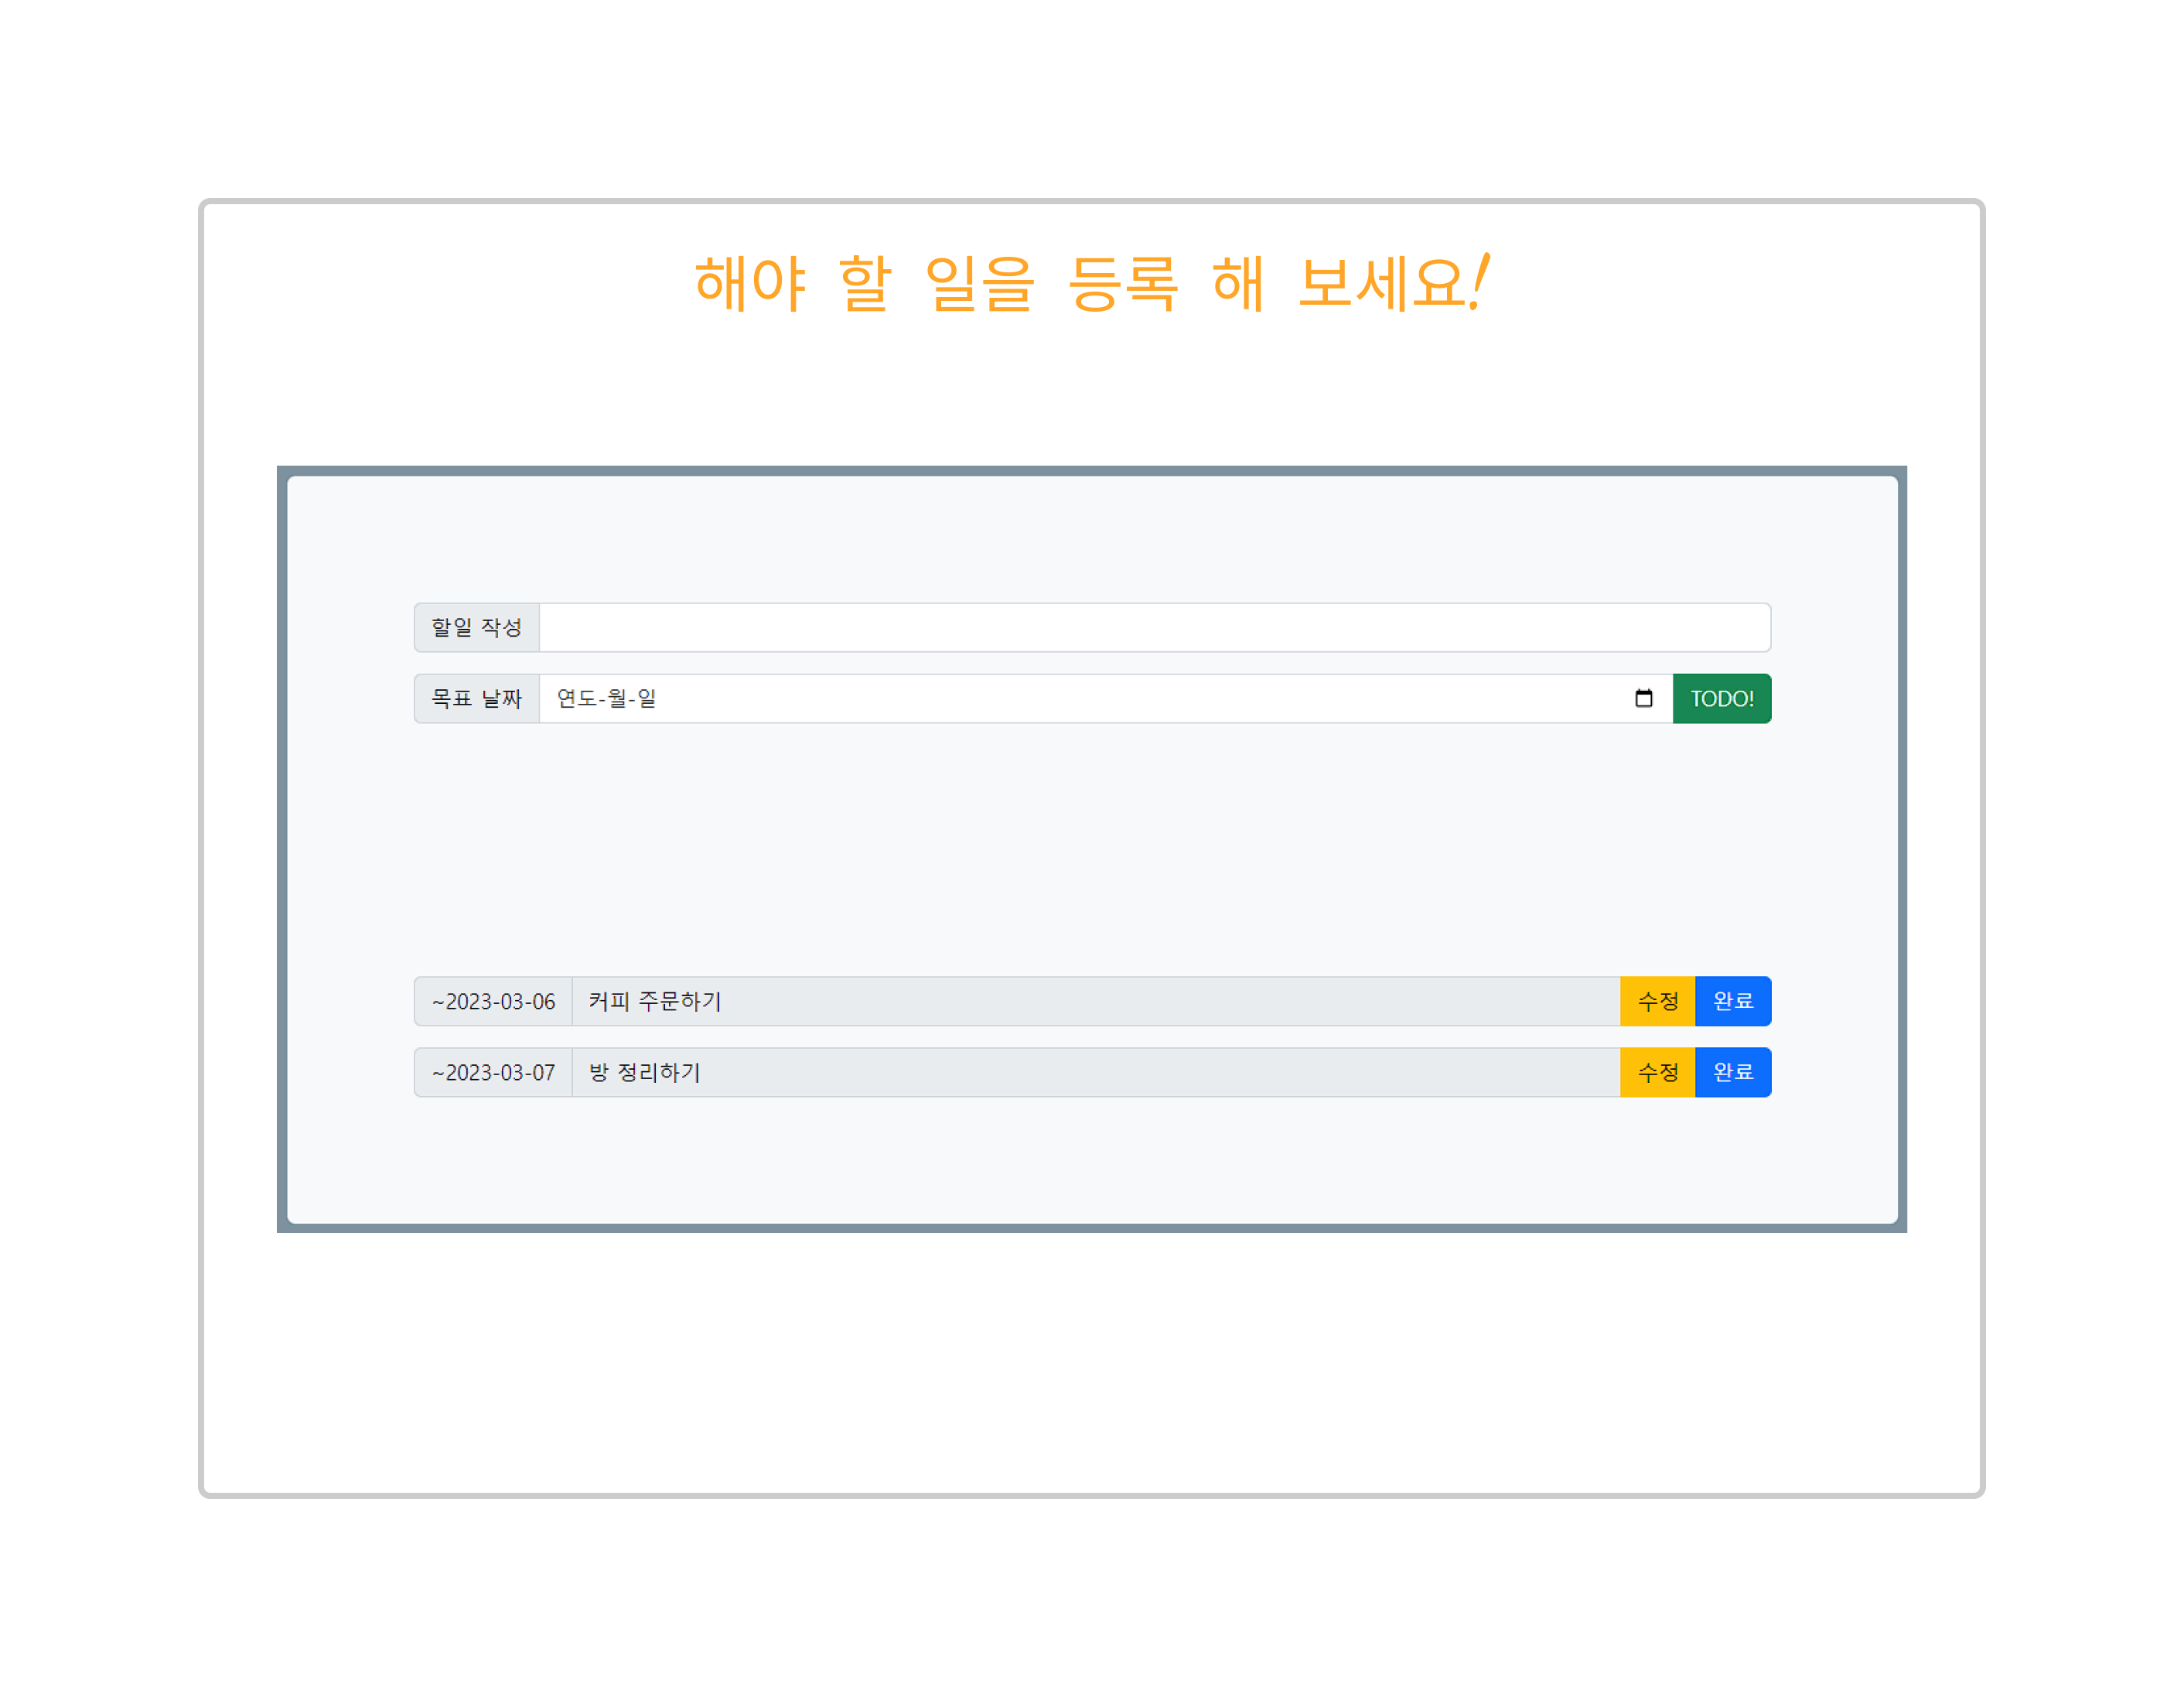 해야 할 일을 등록 해 보세요!
할일 작성
목표 날짜 연도-월-일 TODO!
~2023-03-06 커피 주문하기 수정 완료
~2023-03-07 방 정리하기 수정 완료